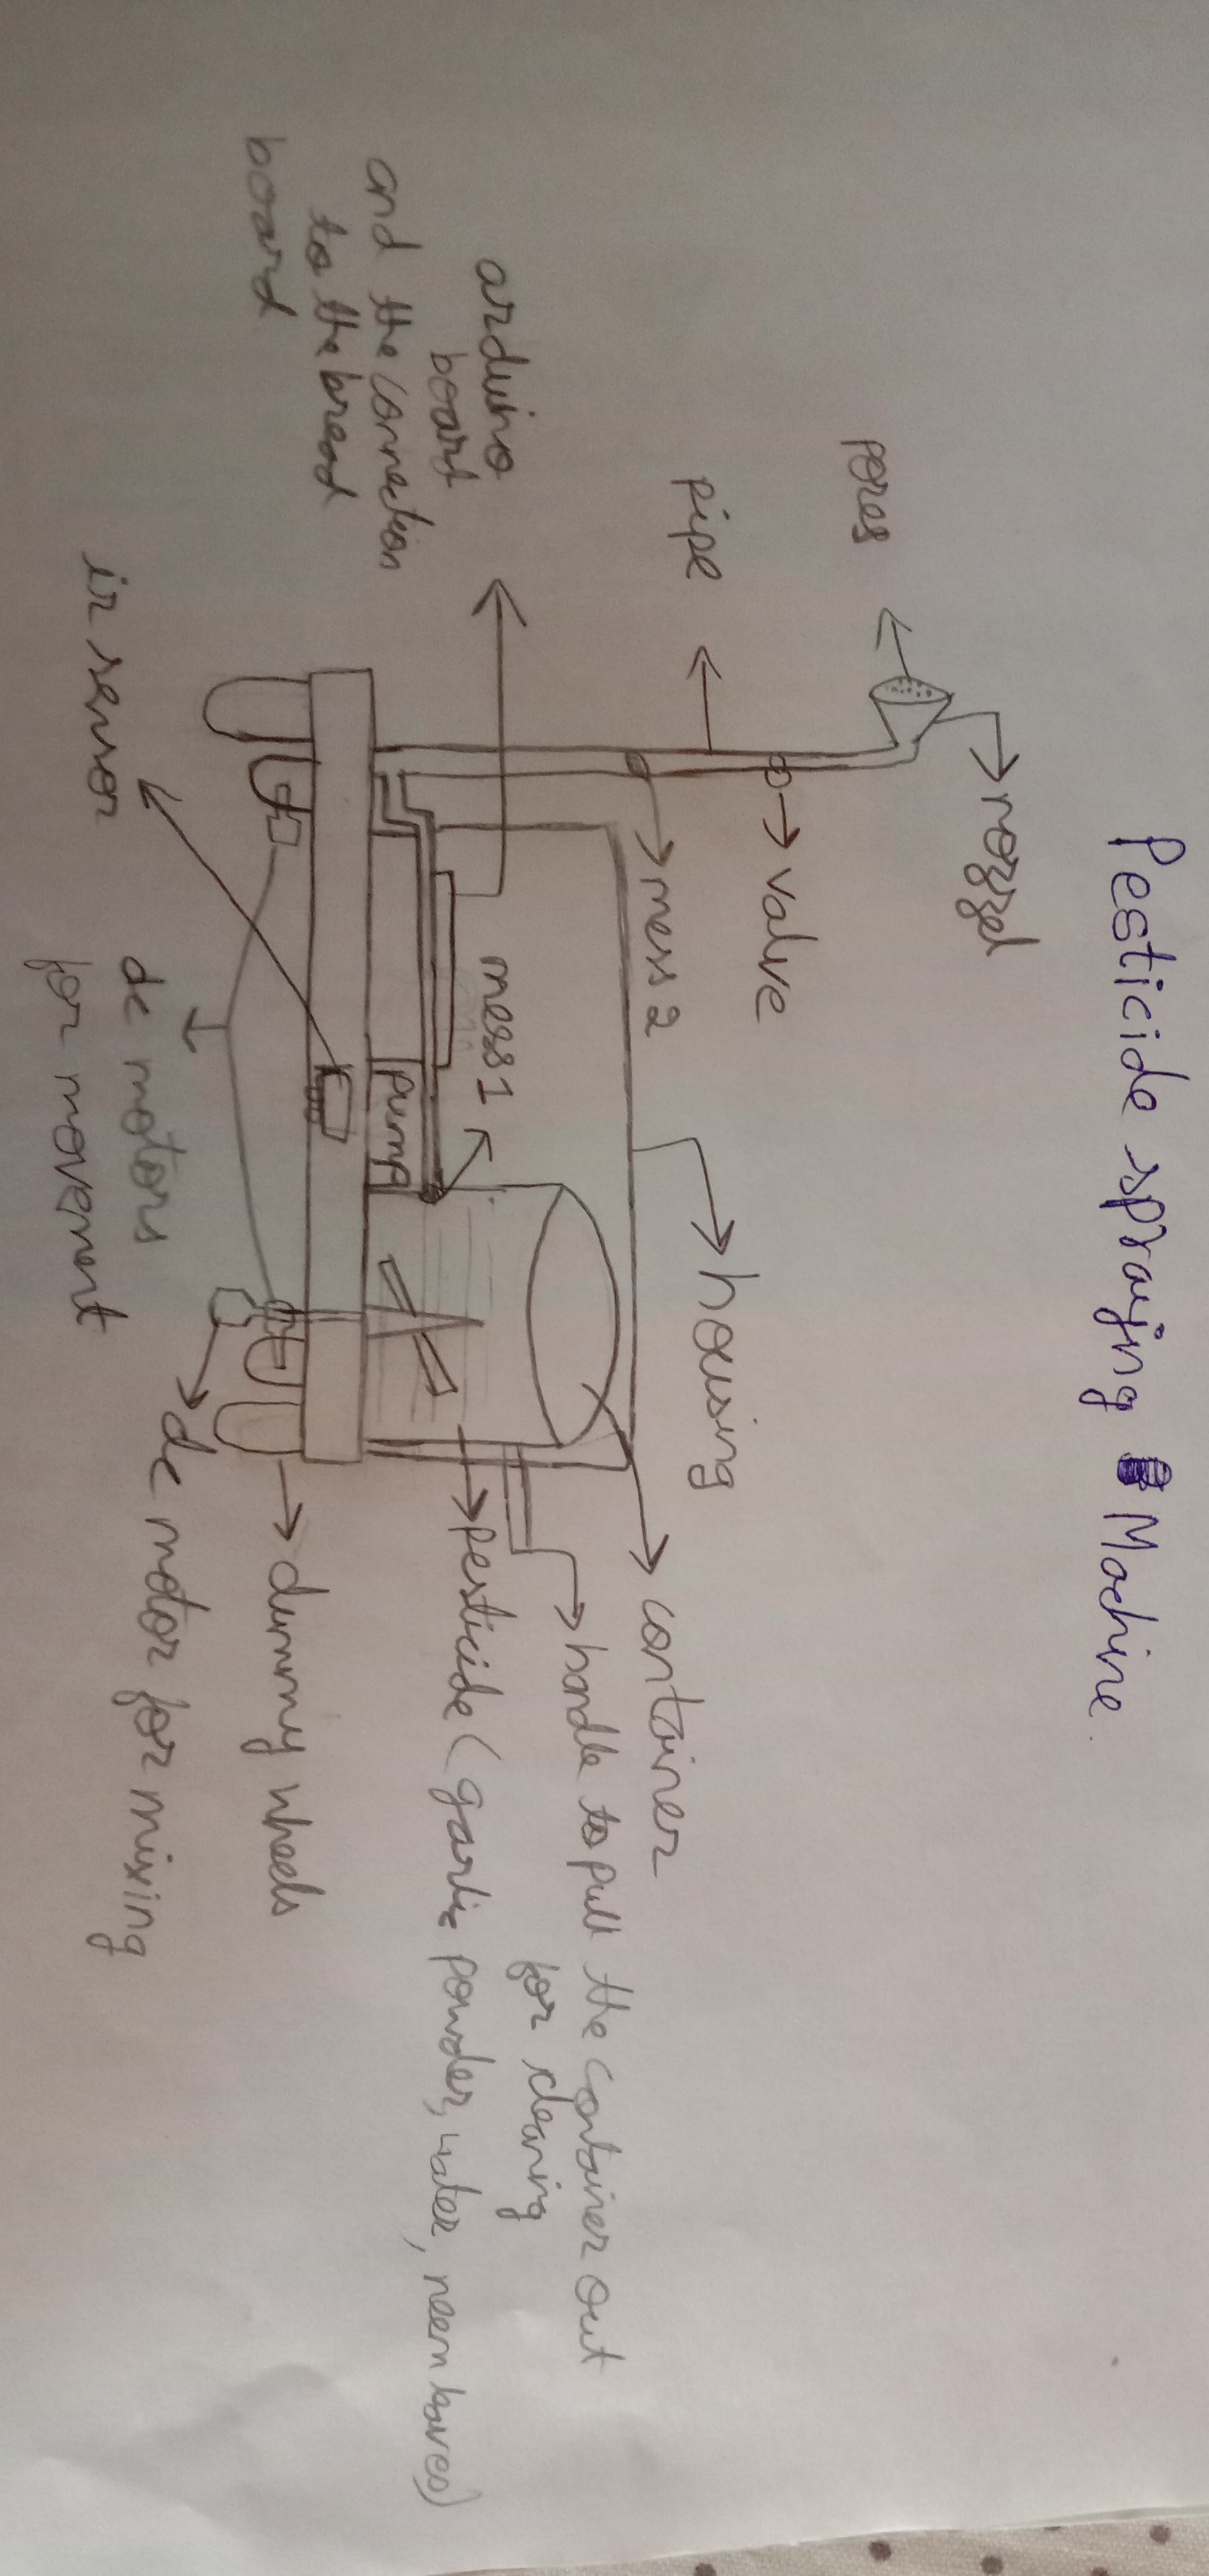 Pesticide spraying Machine.
nozzel
pores
valve
pipe
mess 2
housing
container
arduino
board
and the connection
to the bread
board
mess 1
handle to pull the container out
for cleaning
pump
pesticide (garlic powder, water, neem leaves)
ir sensor
dummy wheels
dc motors
for movement
dc motor for mixing